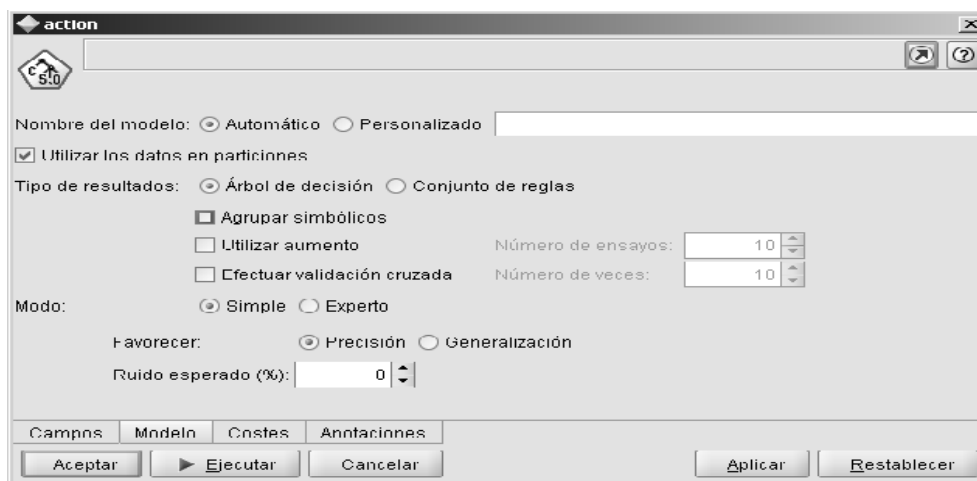 action
C 5.0
Nombre del modelo: Automático Personalizado
Utilizar los datos en particiones
Tipo de resultados: Árbol de decisión Conjunto de reglas
Agrupar simbólicos
Utilizar aumento Número de ensayos: 10
Efectuar validación cruzada Número de veces: 10
Modo: Simple Experto
Favorecer: Precisión Generalización
Ruido esperado (%): 0
Campos Modelo Costes Anotaciones
Aceptar Ejecutar Cancelar Aplicar Restablecer